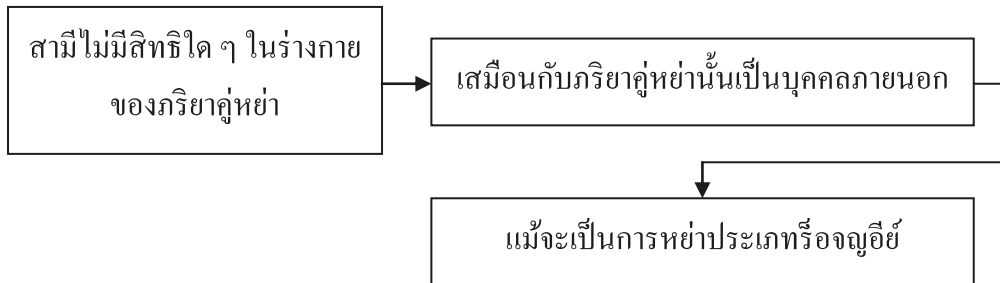 สามีไม่มีสิทธิใด ๆ ในร่างกาย
ของภริยาคู่หย่า
เสมือนกับภริยาคู่หย่านั้นเป็นบุคคลภายนอก
แม้จะเป็นการหย่าประเภทร็อจญอีย์